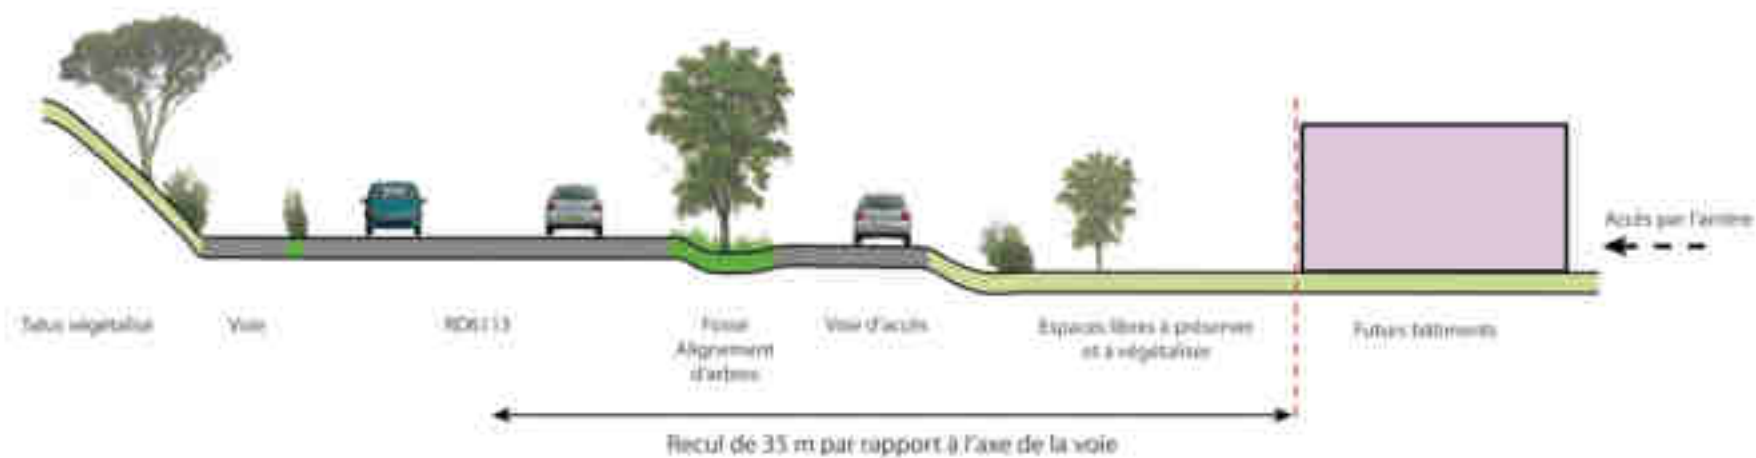 Accès par l'arrière
Talus végétalisé
Voie
RD6113
Fossé
Alignement
d'arbres
Voie d'accès
Espaces libres à préserver
et à végétaliser
Futurs bâtiments
Recul de 35 m par rapport à l'axe de la voie